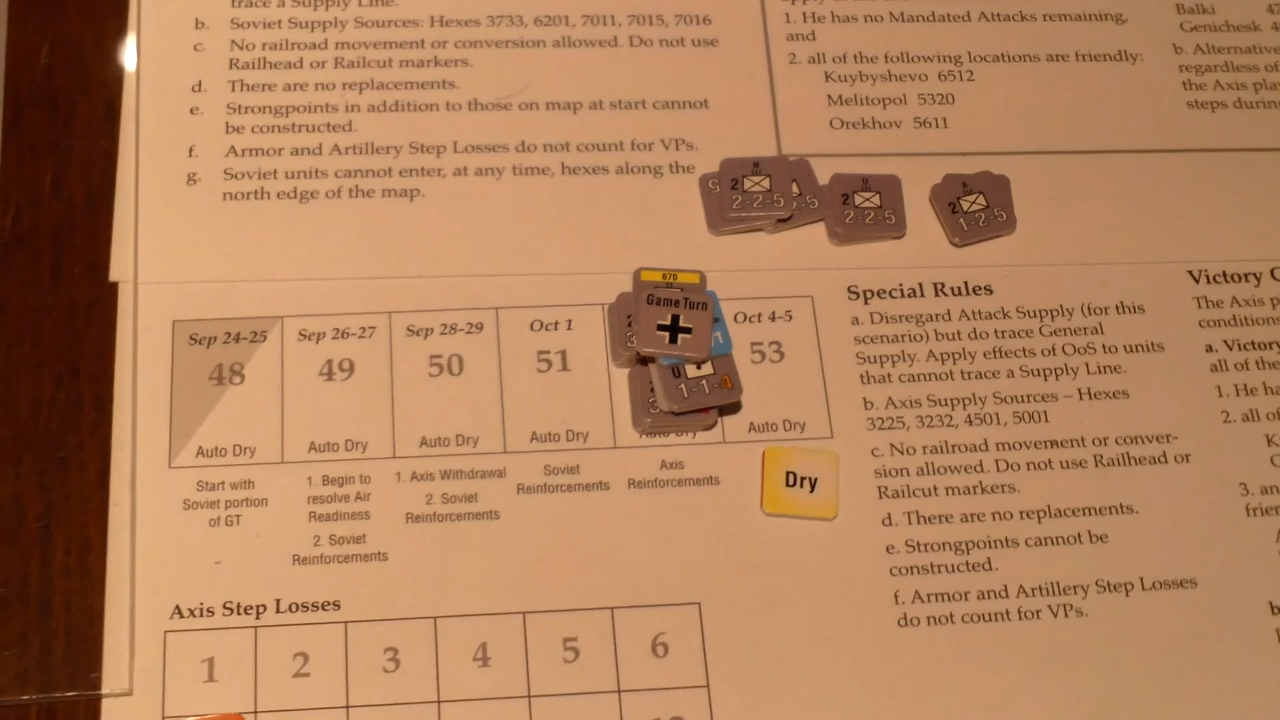 trace a Supply Line.
b. Soviet Supply Sources: Hexes 3733, 6201, 7011, 7015, 7016
c. No railroad movement or conversion allowed. Do not use
Railhead or Railcut markers.
d. There are no replacements.
e. Strongpoints in addition to those on map at start cannot
be constructed.
f. Armor and Artillery Step Losses do not count for VPs.
g. Soviet units cannot enter, at any time, hexes along the
north edge of the map.
1. He has no Mandated Attacks remaining,
and
2. all of the following locations are friendly:
Kuybyshevo 6512
Melitopol 5320
Orekhov 5611
Balki
Genichesk
b. Alternative
regardless of
the Axis
steps
2
2-2-5
2
2-2-5
A
2
1-2-5
670
Game Turn
U
1-1-4
Sep 24-25
48
Auto Dry
Sep 26-27
49
Auto Dry
Sep 28-29
50
Auto Dry
Oct 1
51
Auto Dry
Auto Dry
Oct 4-5
53
Auto Dry
Start with
Soviet portion
of GT
1. Begin to
resolve Air
Readiness
2. Soviet
Reinforcements
1. Axis Withdrawal
2. Soviet
Reinforcements
Soviet
Reinforcements
Axis
Reinforcements
Dry
Axis Step Losses
1 2 3 4 5 6
Special Rules
a. Disregard Attack Supply (for this
scenario) but do trace General
Supply. Apply effects of OoS to units
that cannot trace a Supply Line.
b. Axis Supply Sources – Hexes
3225, 3232, 4501, 5001
c. No railroad movement or conver-
sion allowed. Do not use Railhead or
Railcut markers.
d. There are no replacements.
e. Strongpoints cannot be
constructed.
f. Armor and Artillery Step Losses
do not count for VPs.
Victory
The Axis
conditions
a.
all of the
1. He
2. all
3.